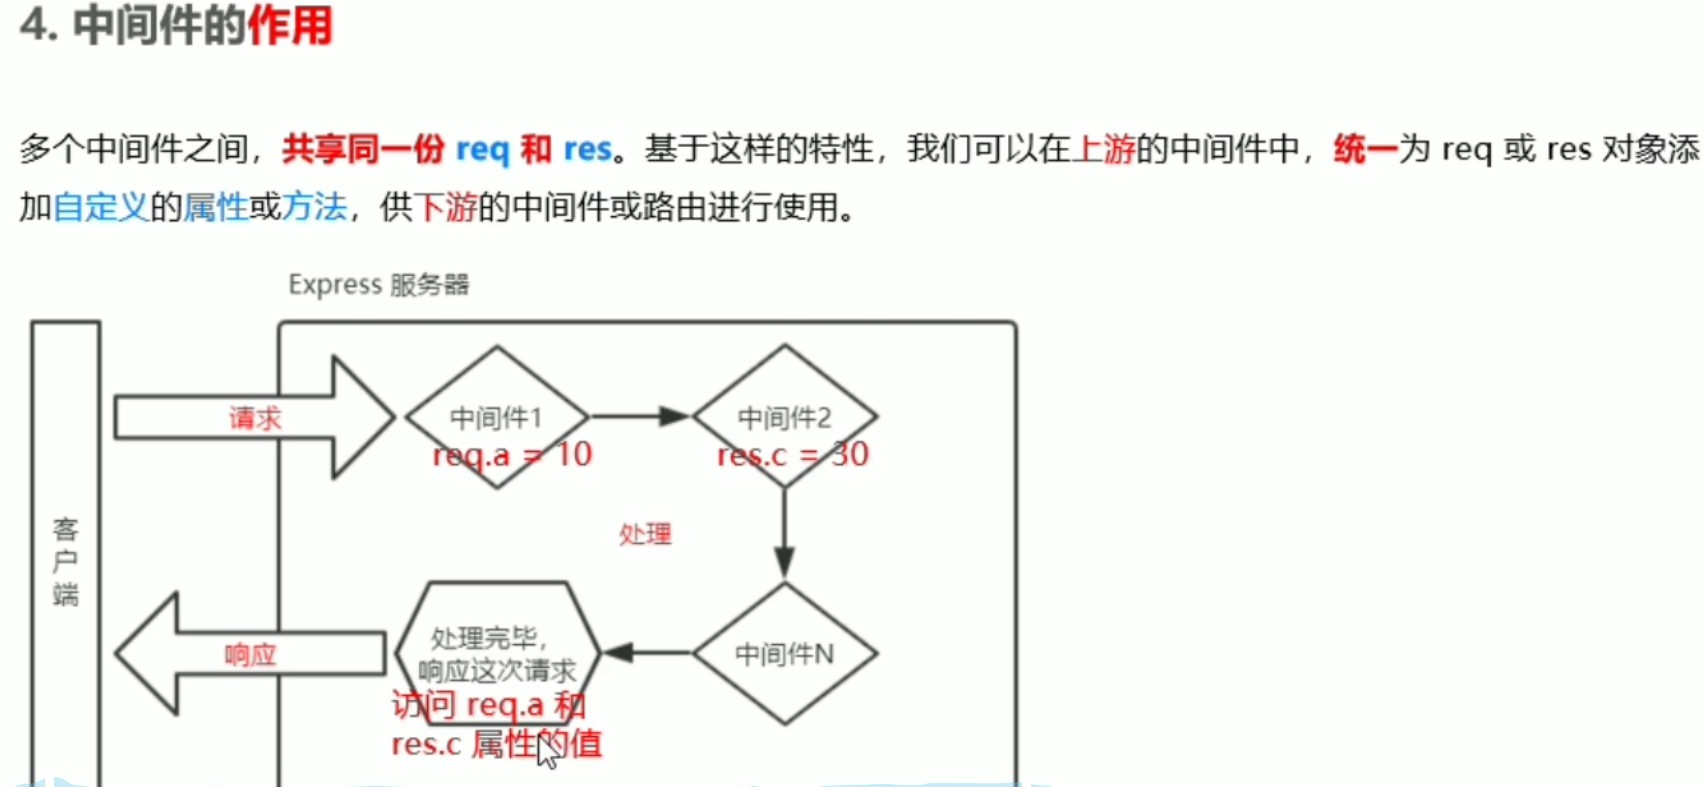 4. 中间件的作用
多个中间件之间，共享同一份 req 和 res。基于这样的特性，我们可以在上游的中间件中，统一为 req 或 res 对象添
加自定义的属性或方法，供下游的中间件或路由进行使用。
Express 服务器
请求
中间件1
req.a = 10
中间件2
res.c = 30
客户端
处理
处理完毕，
响应这次请求
访问 req.a 和
res.c 属性的值
中间件N
响应